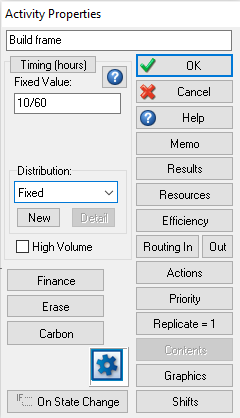 Activity Properties
Build frame
Timing (hours)
Fixed Value:
10/60
Distribution:
Fixed
New
Detail
High Volume
Finance
Erase
Carbon
IF
On State Change
OK
Cancel
Help
Memo
Results
Resources
Efficiency
Routing In
Out
Actions
Priority
Replicate = 1
Contents
Graphics
Shifts